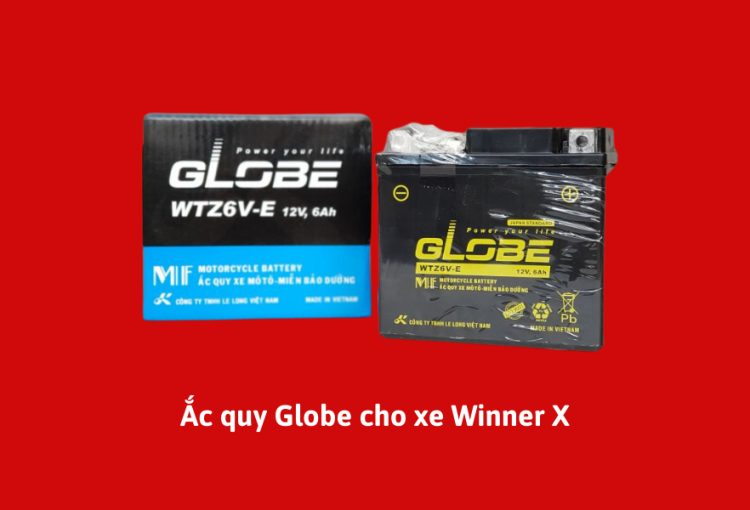 Power your life
GLOBE
WTZ6V-E 12V, 6Ah
MF MOTORCYCLE BATTERY
ẮC QUY XE MÔTÔ-MIỄN BẢO DƯỠNG
CÔNG TY TNHH LE LONG VIỆT NAM MADE IN VIETNAM
JAPAN STANDARD
Power your life
GLOBE
WTZ6V-E 12V, 6Ah
MF MOTORCYCLE BATTERY
ẮC QUY XE MÔTÔ-MIỄN BẢO DƯỠNG
Pb
CÔNG TY TNHH LE LONG VIỆT NAM MADE IN VIETNAM
Ắc quy Globe cho xe Winner X